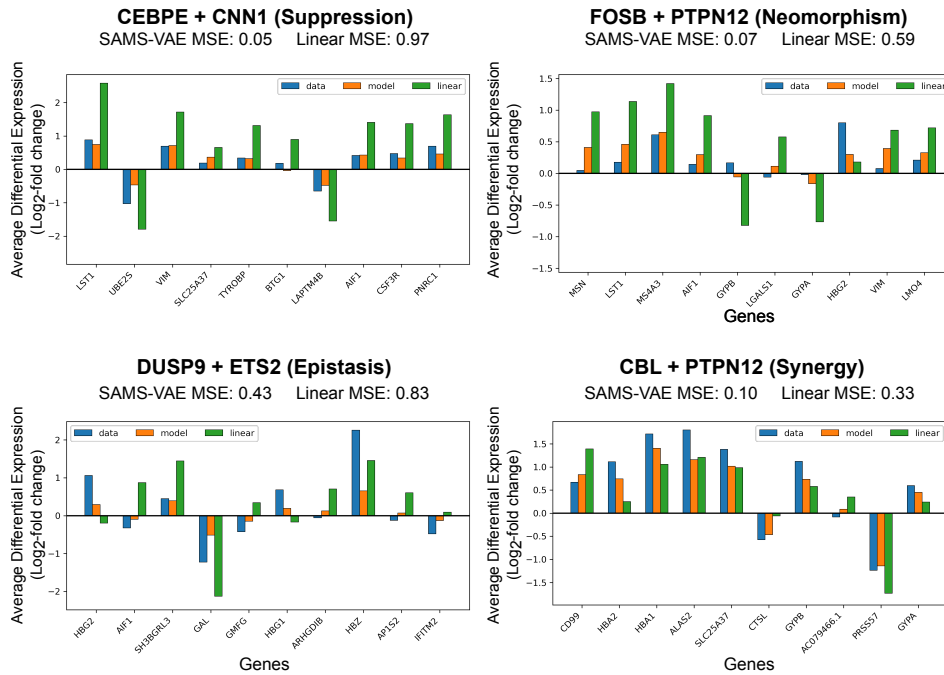 CEBPE + CNN1 (Suppression)
SAMS-VAE MSE: 0.05 Linear MSE: 0.97
Average Differential Expression
(Log2-fold change)
data model linear
2
1
0
−1
−2
LST1 UBE2S VIM SLC25A37 TYROBP BTG1 LAPTM4B AIF1 CSF3R PNRC1
FOSB + PTPN12 (Neomorphism)
SAMS-VAE MSE: 0.07 Linear MSE: 0.59
Average Differential Expression
(Log2-fold change)
data model linear
1.5
1.0
0.5
0.0
−0.5
−1.0
−1.5
MSN LST1 MS4A3 AIF1 GYPB LGALS1 GYPA HBG2 VIM LMO4
Genes
DUSP9 + ETS2 (Epistasis)
SAMS-VAE MSE: 0.43 Linear MSE: 0.83
Average Differential Expression
(Log2-fold change)
data model linear
2
1
0
−1
−2
HBG2 AIF1 SH3BGRL3 GAL GMFG HBG1 ARHGDIB HBZ AP1S2 IFITM2
Genes
CBL + PTPN12 (Synergy)
SAMS-VAE MSE: 0.10 Linear MSE: 0.33
Average Differential Expression
(Log2-fold change)
data model linear
1.5
1.0
0.5
0.0
−0.5
−1.0
−1.5
CD99 HBA2 HBA1 ALAS2 SLC25A37 CTSL GYPB AC079466.1 PRSS57 GYPA
Genes